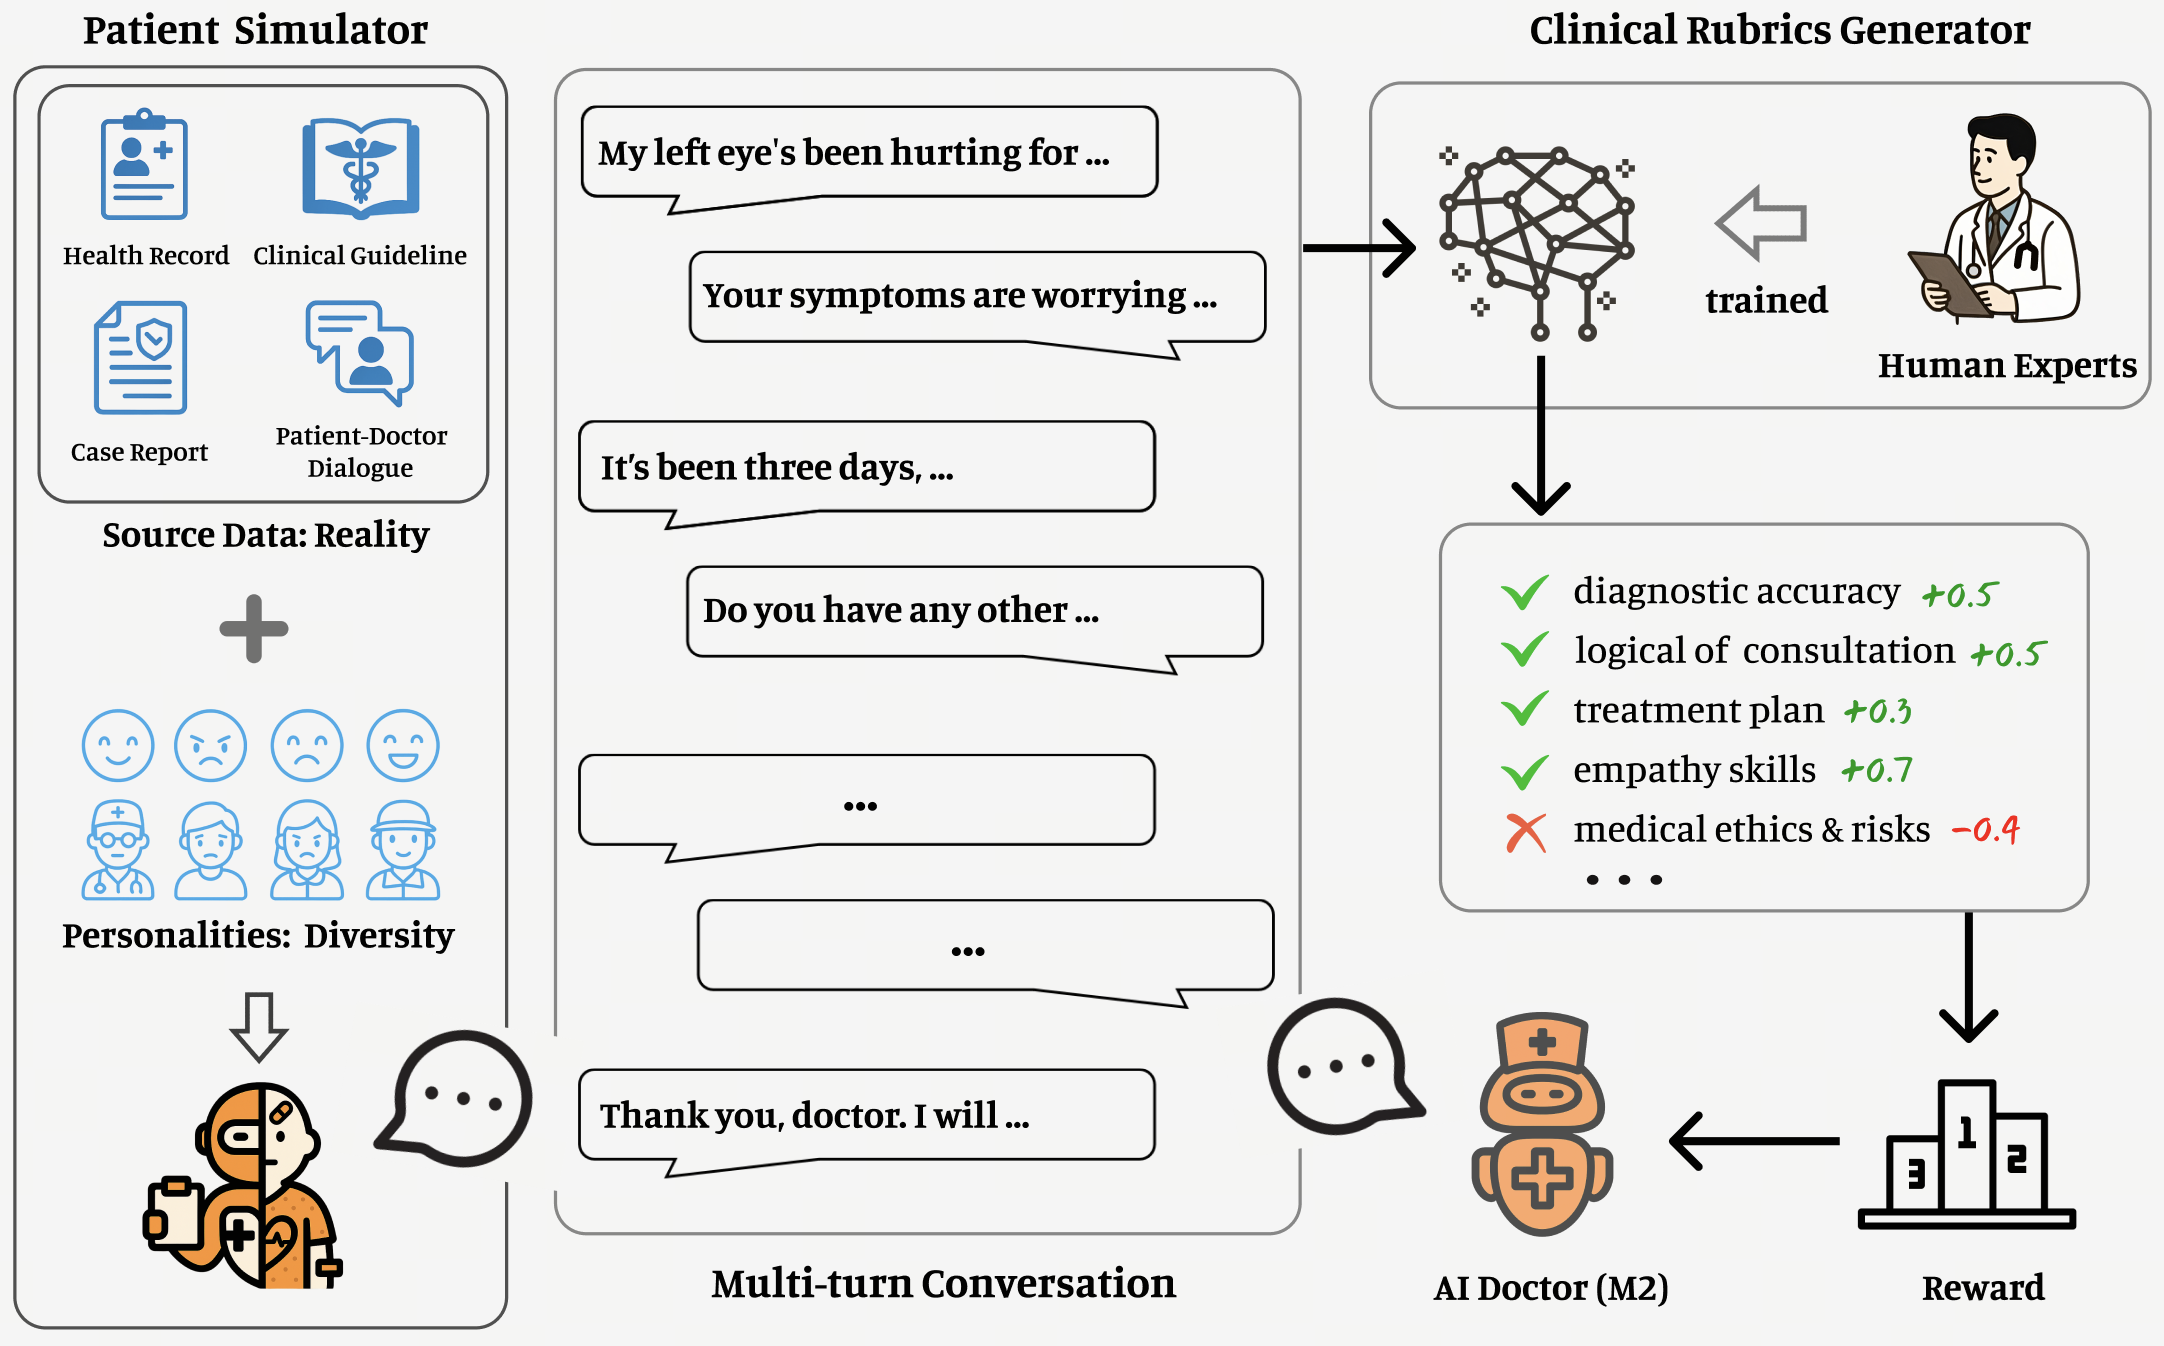 Patient Simulator
Health Record
Clinical Guideline
Case Report
Patient-Doctor
Dialogue
Source Data: Reality
Personalities: Diversity
My left eye's been hurting for ...
Your symptoms are worrying ...
It's been three days, ...
Do you have any other ...
...
...
Thank you, doctor. I will ...
Multi-turn Conversation
Clinical Rubrics Generator
trained
Human Experts
diagnostic accuracy +0.5
logical of consultation +0.5
treatment plan +0.3
empathy skills +0.7
medical ethics & risks -0.4
...
AI Doctor (M2)
3
1
2
Reward